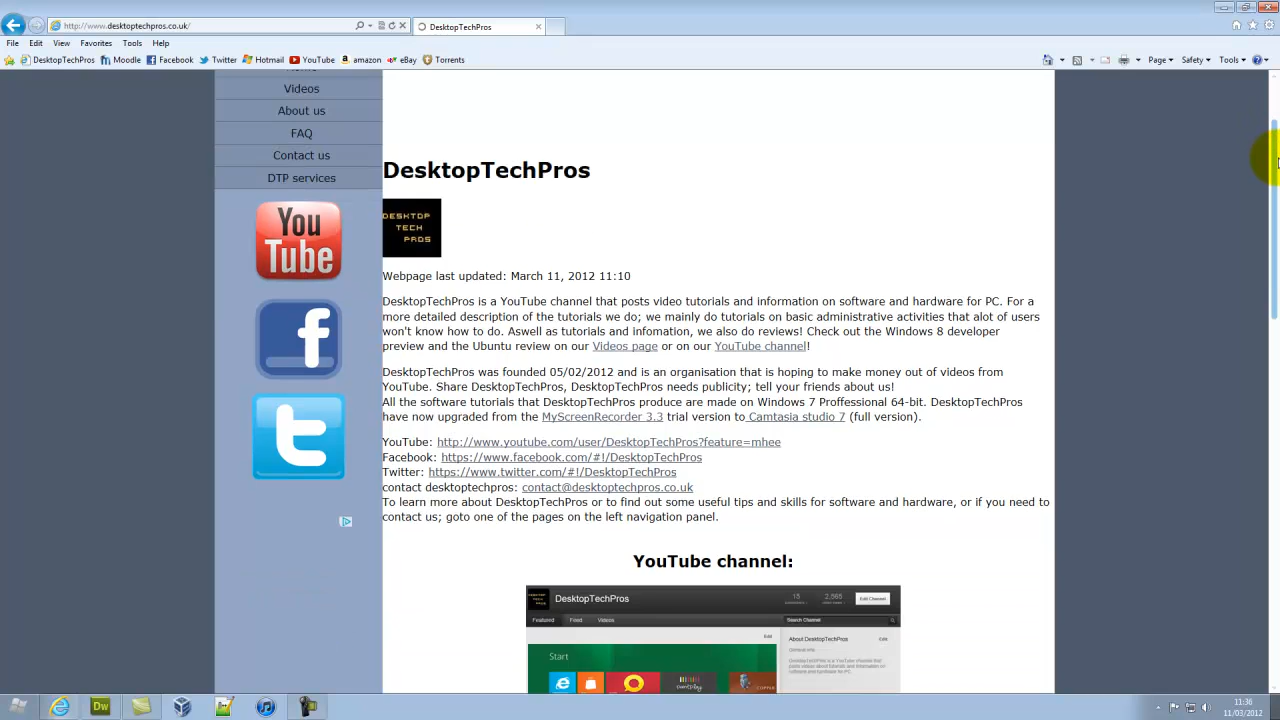 http://www.desktoptechpros.co.uk/
DesktopTechPros
File Edit View Favorites Tools Help
DesktopTechPros Moodle Facebook Twitter Hotmail YouTube amazon eBay Torrents
Page Safety Tools
Videos
About us
FAQ
Contact us
DTP services
You
Tube
DesktopTechPros
DESKTOP
TECH
PROS
Webpage last updated: March 11, 2012 11:10
DesktopTechPros is a YouTube channel that posts video tutorials and information on software and hardware for PC. For a
more detailed description of the tutorials we do; we mainly do tutorials on basic administrative activities that alot of users
won't know how to do. Aswell as tutorials and infomation, we also do reviews! Check out the Windows 8 developer
preview and the Ubuntu review on our Videos page or on our YouTube channel!
DesktopTechPros was founded 05/02/2012 and is an organisation that is hoping to make money out of videos from
YouTube. Share DesktopTechPros, DesktopTechPros needs publicity; tell your friends about us!
All the software tutorials that DesktopTechPros produce are made on Windows 7 Proffessional 64-bit. DesktopTechPros
have now upgraded from the MyScreenRecorder 3.3 trial version to Camtasia studio 7 (full version).
YouTube: http://www.youtube.com/user/DesktopTechPros?feature=mhee
Facebook: https://www.facebook.com/#!/DesktopTechPros
Twitter: https://www.twitter.com/#!/DesktopTechPros
contact desktoptechpros: contact@desktoptechpros.co.uk
To learn more about DesktopTechPros or to find out some useful tips and skills for software and hardware, or if you need to
contact us; goto one of the pages on the left navigation panel.
YouTube channel:
DesktopTechPros
15 2,565
Edit Channel
Featured Feed Videos
Search Channel
Edit
About DesktopTechPros
Edit
Start
Dw
11:36
11/03/2012